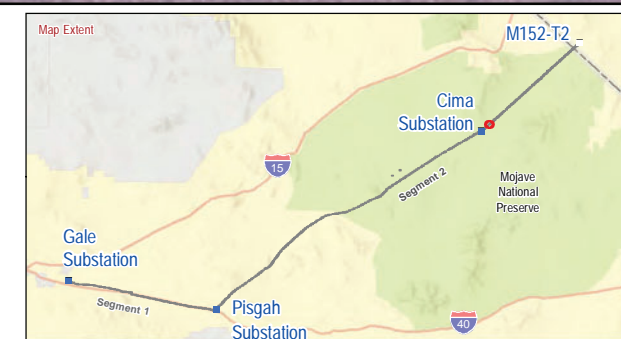 Map Extent
M152-T2
Cima
Substation
15
Segment 2
Mojave
National
Preserve
Gale
Substation
Segment 1
Pisgah
Substation
40